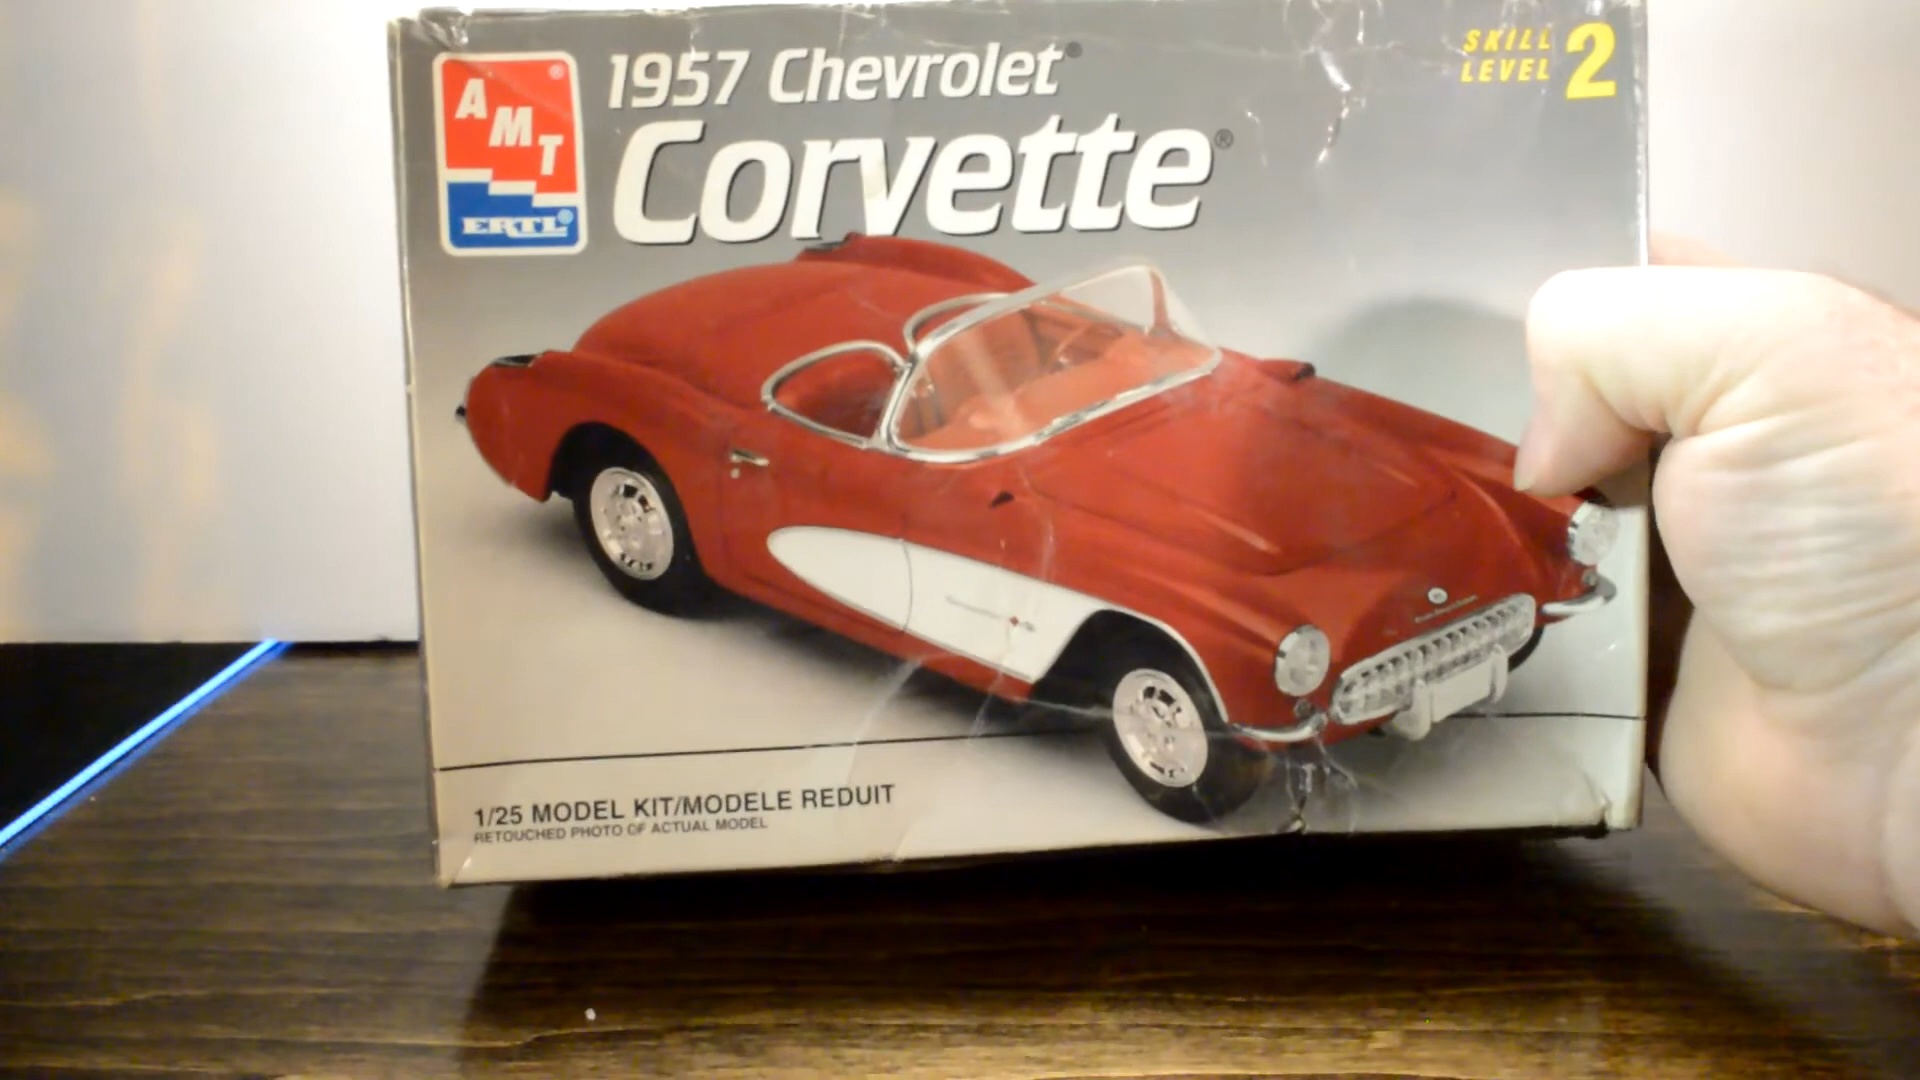 AMT®
ERTL®
1957 Chevrolet®
Corvette®
SKILL
LEVEL 2
1/25 MODEL KIT/MODELE REDUIT
RETOUCHED PHOTO OF ACTUAL MODEL